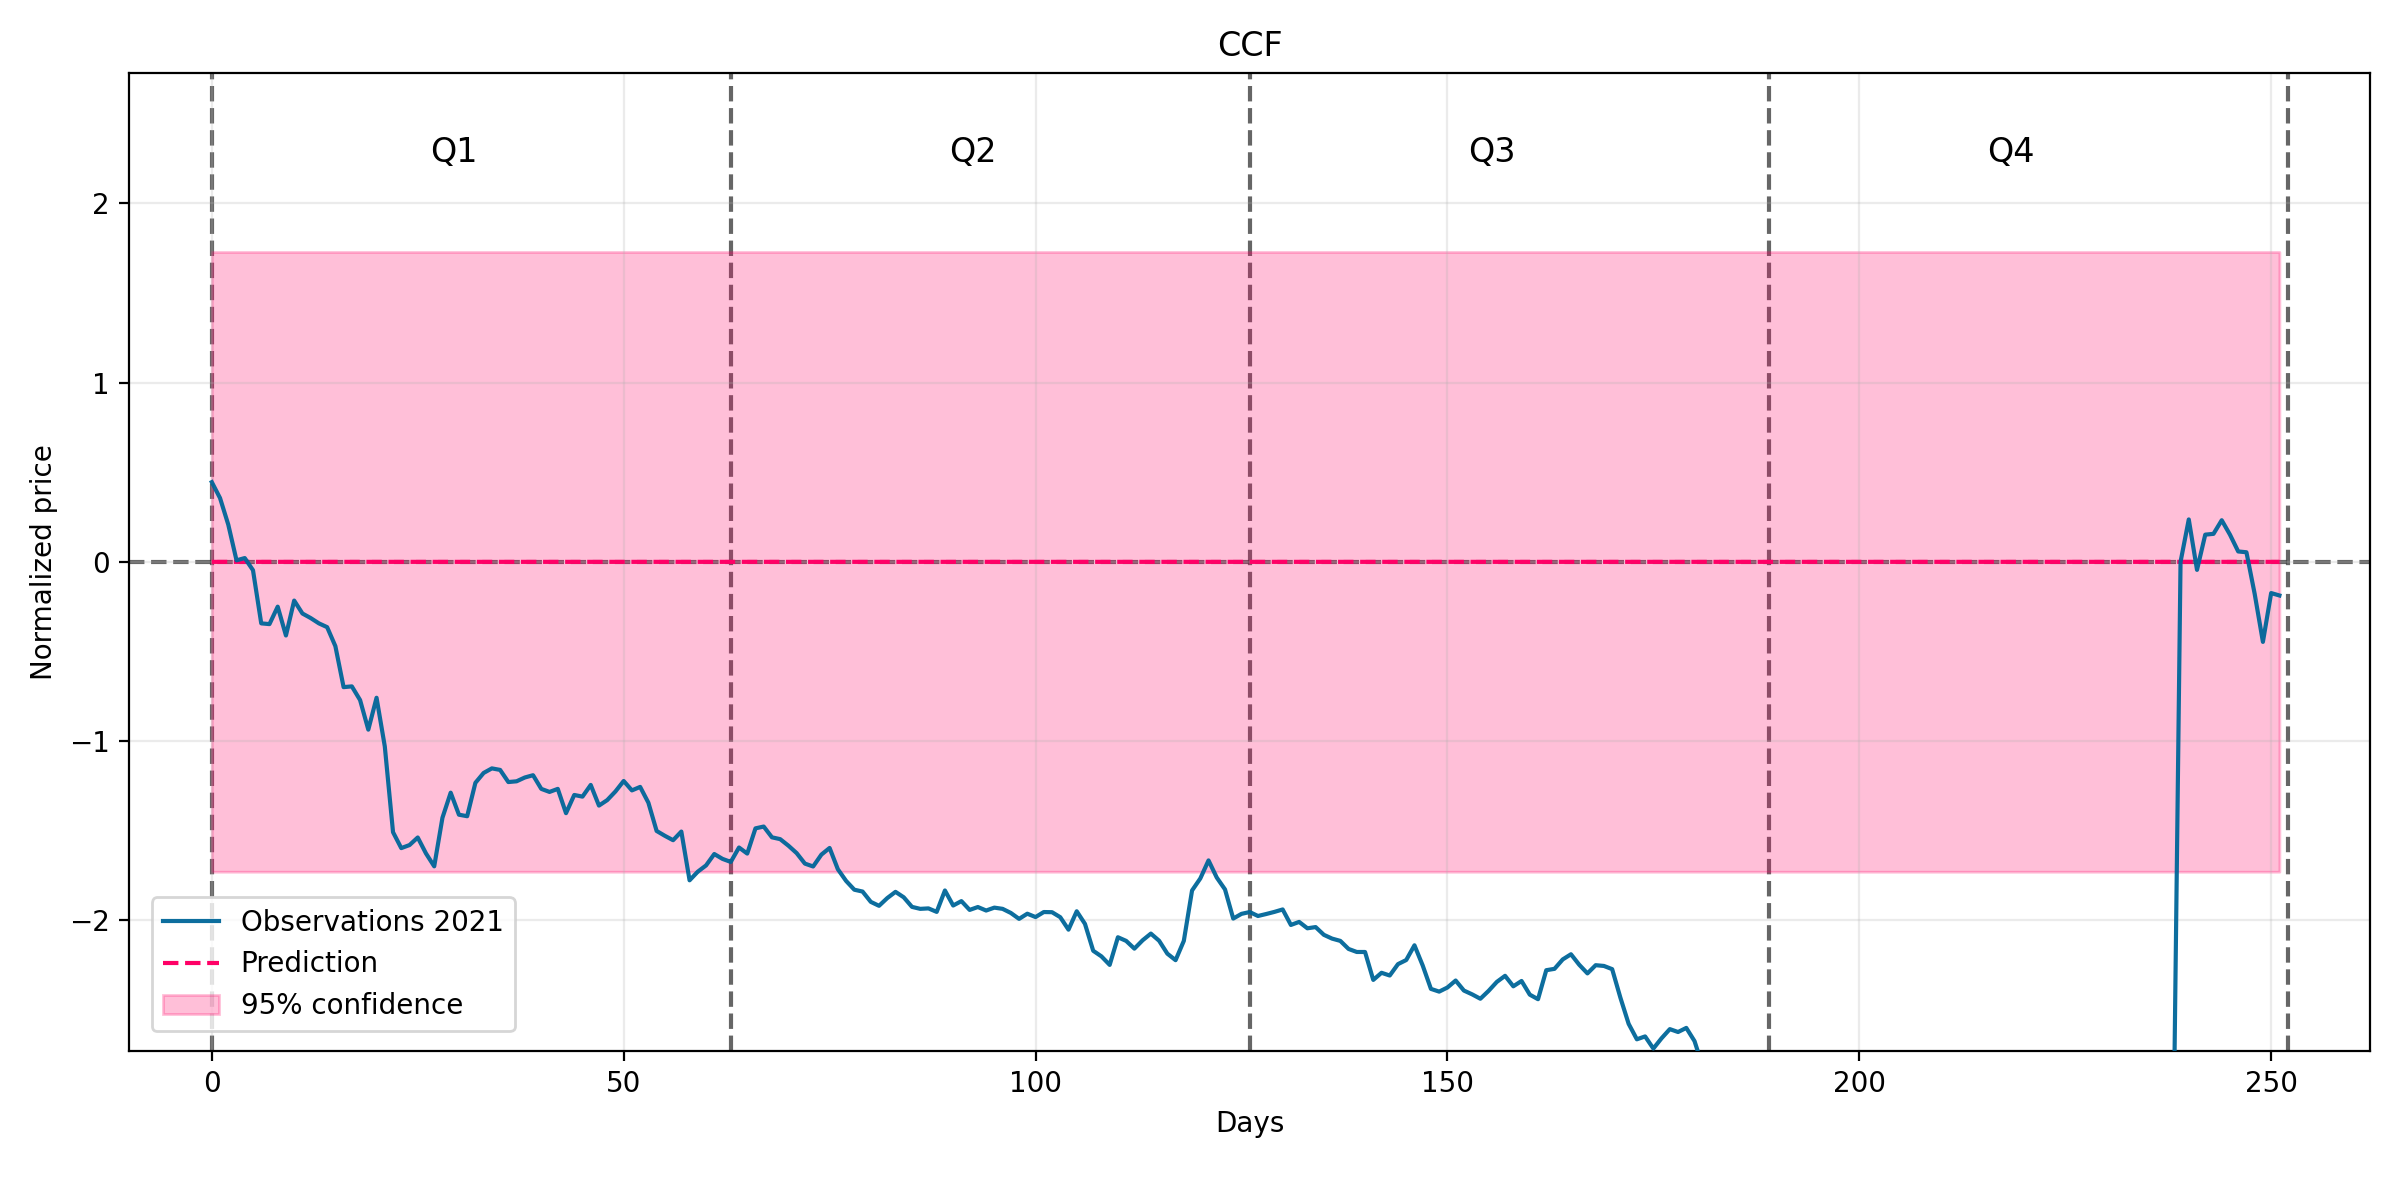 CCF
Q1 Q2 Q3 Q4
2
1
0
−1
−2
Normalized price
Observations 2021
Prediction
95% confidence
0 50 100 150 200 250
Days